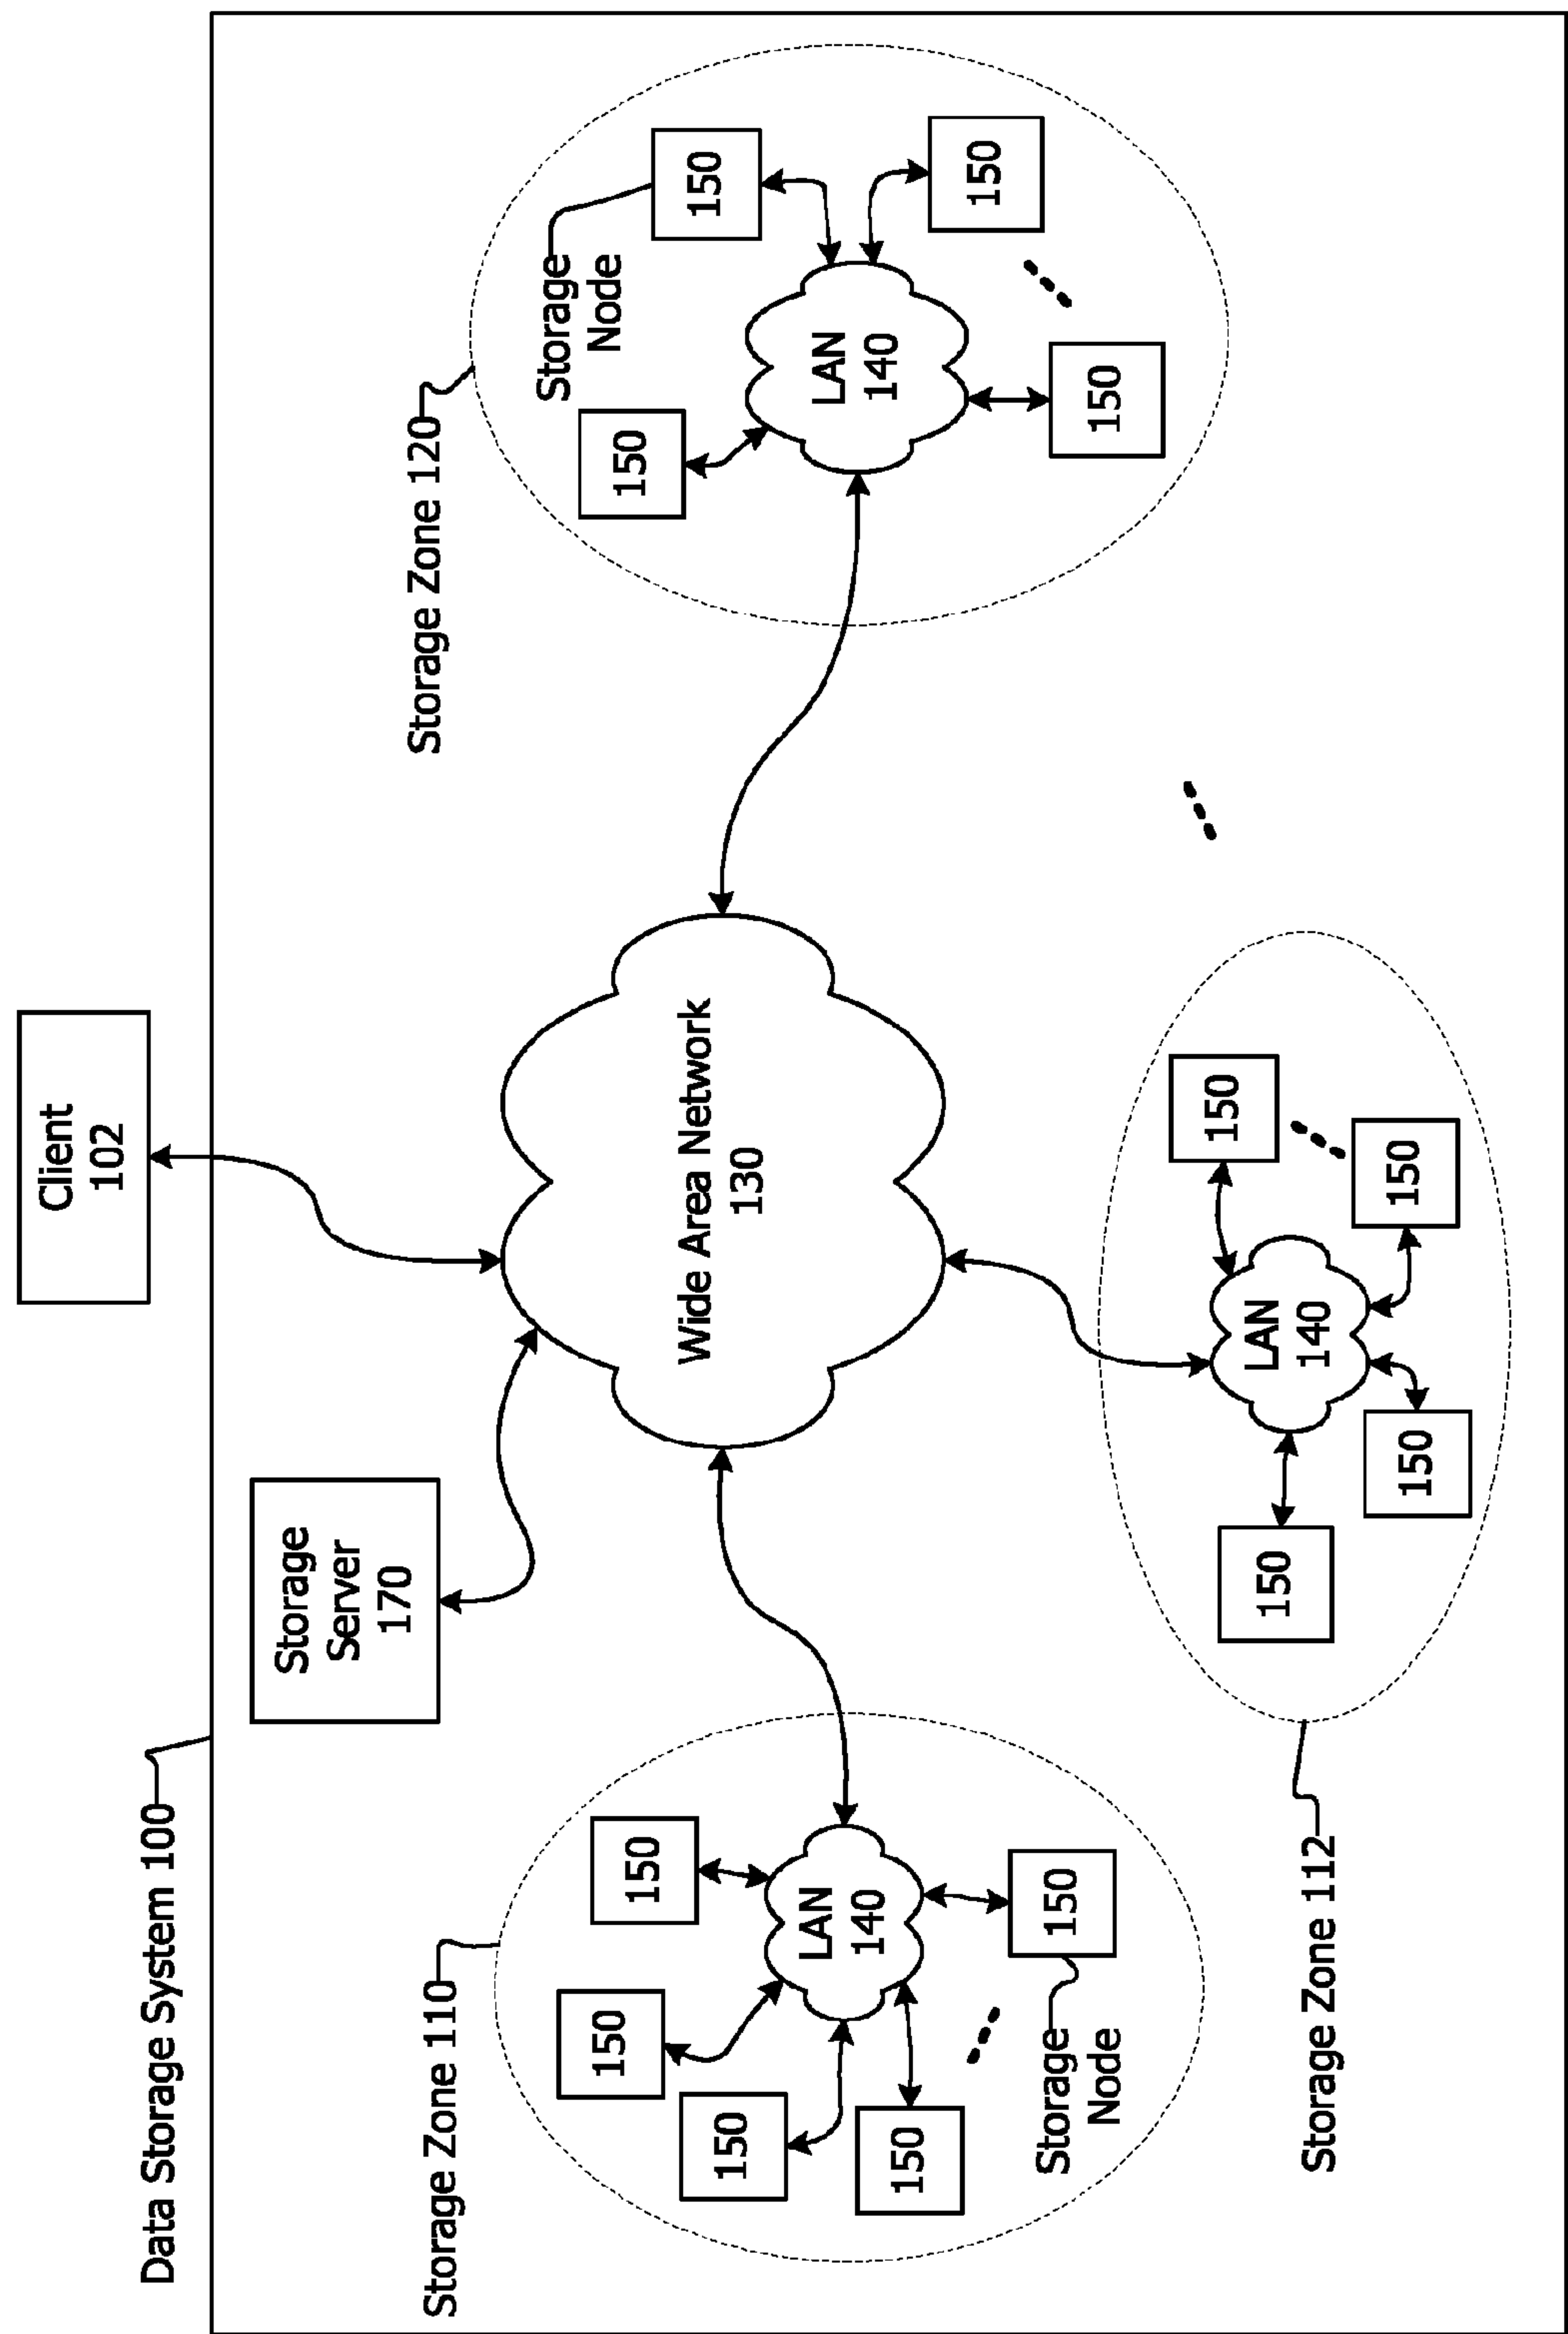 Client
102
Data Storage System 100
Storage
Server
170
Storage Zone 110
Storage Zone 120
Wide Area Network
130
150
150
150
150
LAN
140
150
Storage
Node
Storage
Node
150
150
LAN
140
150
150
Storage Zone 112
150
LAN
140
150
150
150